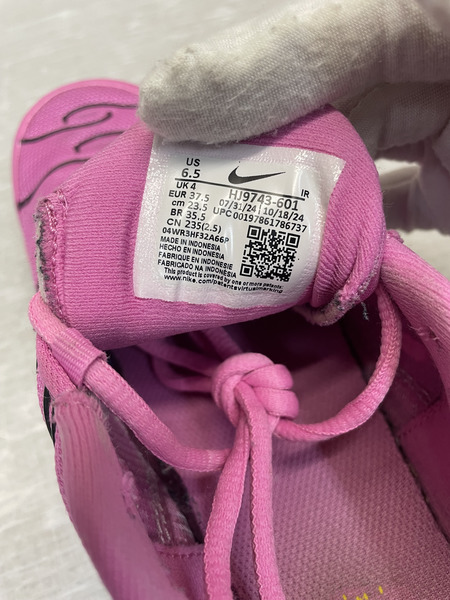 US
6.5
UK 4
EUR 37.5
cm 23.5
BR 35.5
CN 235(2.5)
04WR3HF32A66P
HJ9743-601 IR
07/31/24 10/18/24
UPC 00197861786737
MADE IN INDONESIA
HECHO EN INDONESIA
FABRIQUE EN INDONESIE
FABRICADO NA INDONESIA
This product is covered by one or more patents:
www.nike.com/patents&virtualmarking